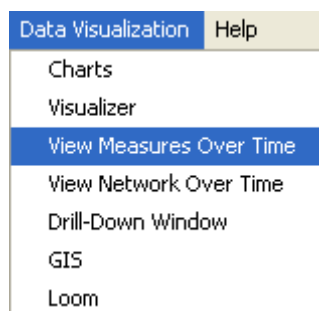 Data Visualization Help
Charts
Visualizer
View Measures Over Time
View Network Over Time
Drill-Down Window
GIS
Loom